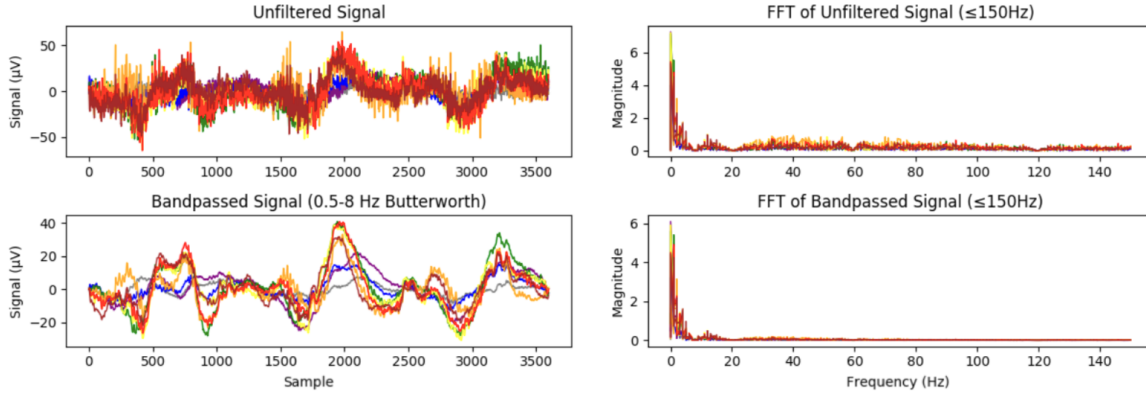 Unfiltered Signal
Signal (µV)
50
0
−50
0 500 1000 1500 2000 2500 3000 3500
FFT of Unfiltered Signal (≤150Hz)
Magnitude
6
4
2
0
0 20 40 60 80 100 120 140
Bandpassed Signal (0.5-8 Hz Butterworth)
Signal (µV)
40
20
0
−20
0 500 1000 1500 2000 2500 3000 3500
Sample
FFT of Bandpassed Signal (≤150Hz)
Magnitude
6
4
2
0
0 20 40 60 80 100 120 140
Frequency (Hz)